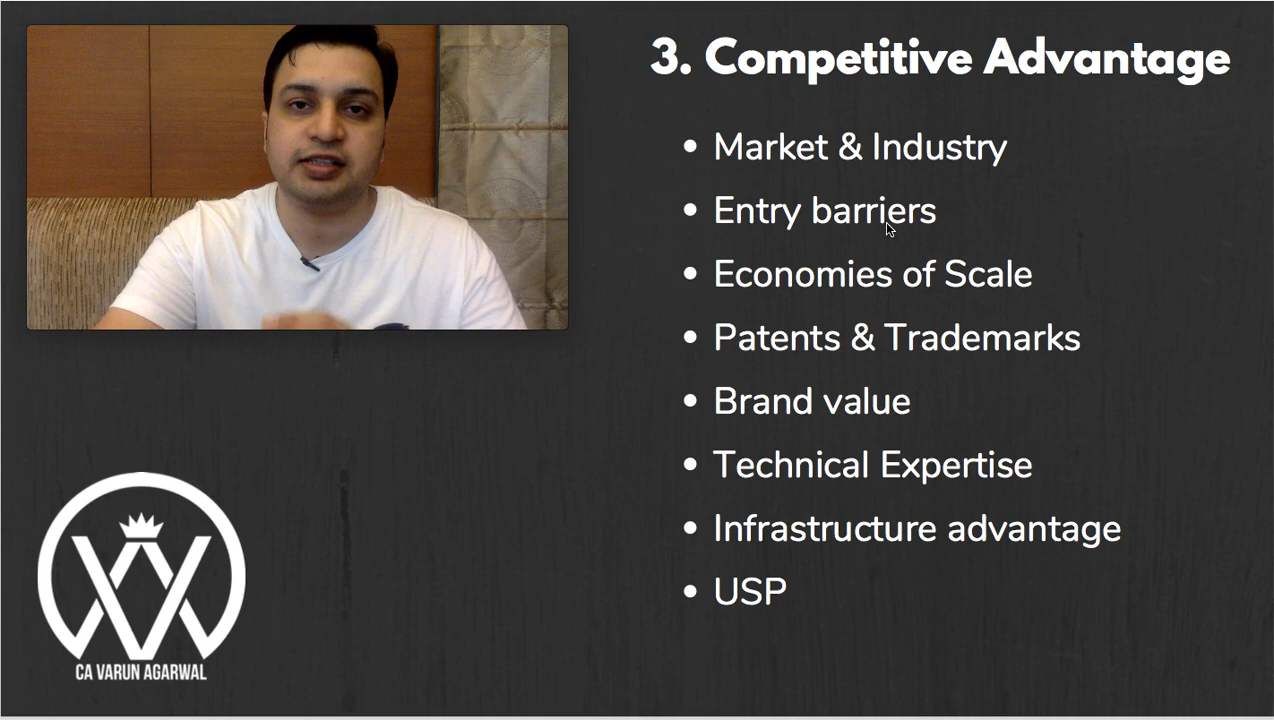 3. Competitive Advantage
• Market & Industry
• Entry barriers
• Economies of Scale
• Patents & Trademarks
• Brand value
• Technical Expertise
• Infrastructure advantage
• USP
CA VARUN AGARWAL